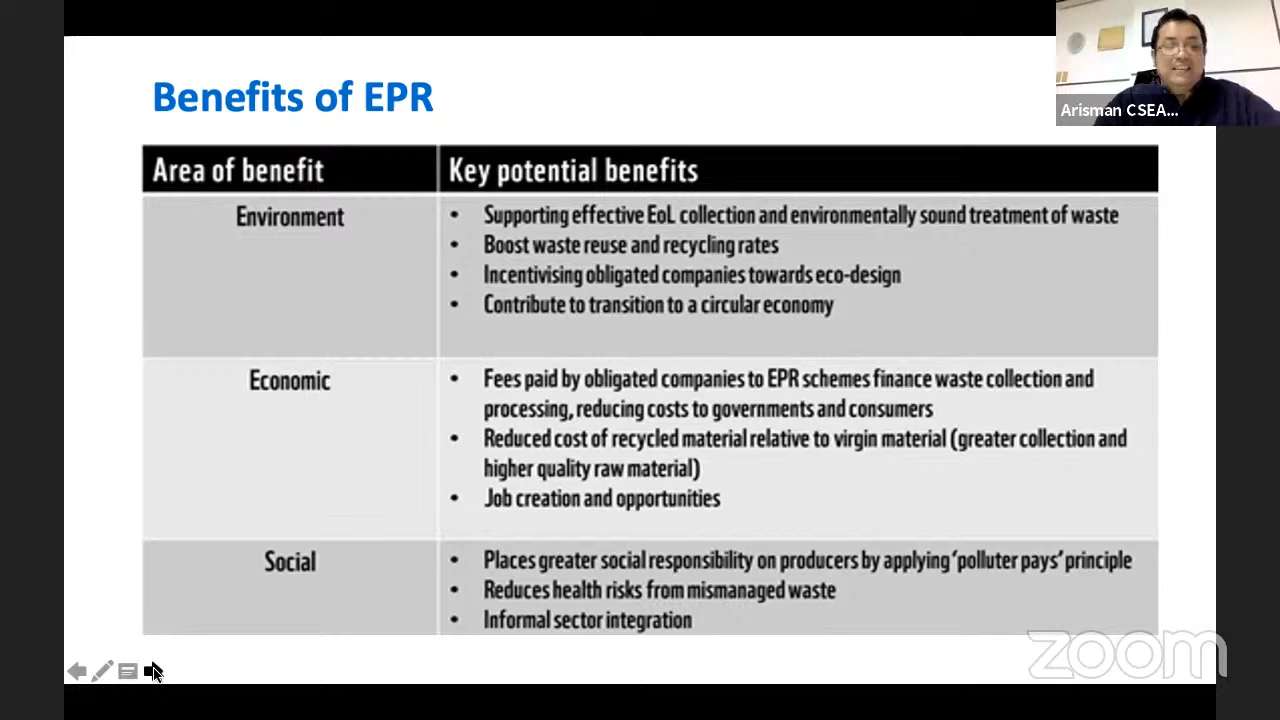 Benefits of EPR
Arisman CSEA...
Area of benefit
Key potential benefits
Environment
• Supporting effective EoL collection and environmentally sound treatment of waste
• Boost waste reuse and recycling rates
• Incentivising obligated companies towards eco-design
• Contribute to transition to a circular economy
Economic
• Fees paid by obligated companies to EPR schemes finance waste collection and
processing, reducing costs to governments and consumers
• Reduced cost of recycled material relative to virgin material (greater collection and
higher quality raw material)
• Job creation and opportunities
Social
• Places greater social responsibility on producers by applying ‘polluter pays’ principle
• Reduces health risks from mismanaged waste
• Informal sector integration
zoom